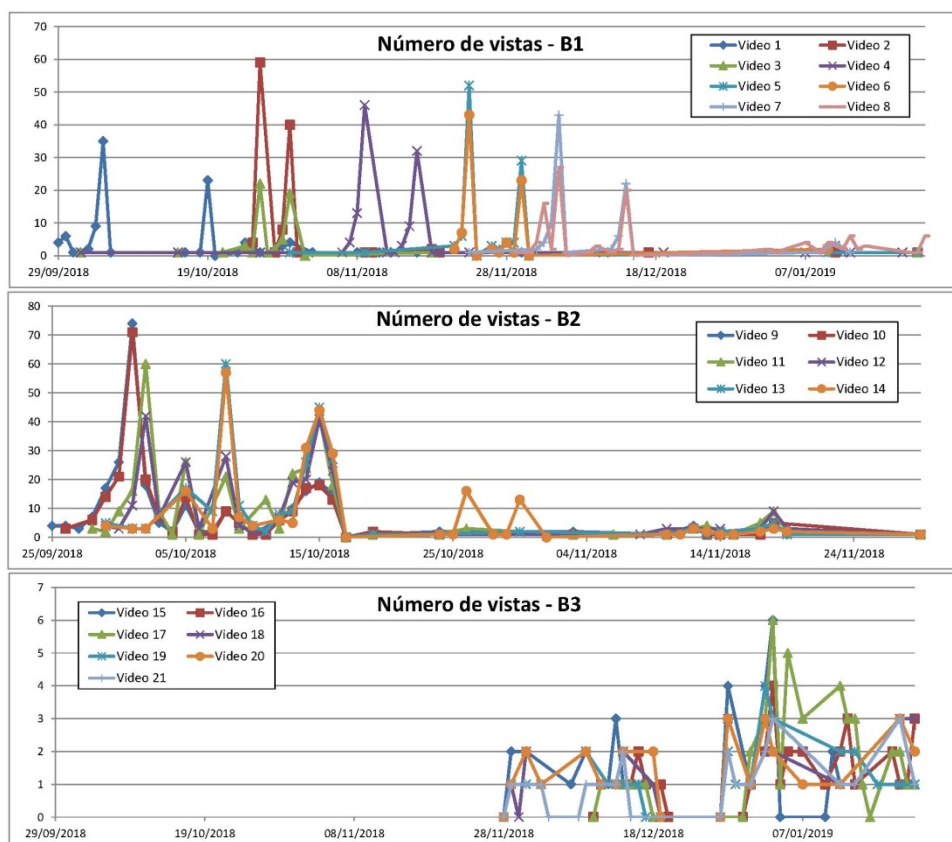 Número de vistas - B1
70
60
50
40
30
20
10
0
29/09/2018 19/10/2018 08/11/2018 28/11/2018 18/12/2018 07/01/2019
Video 1 Video 2
Video 3 Video 4
Video 5 Video 6
Video 7 Video 8
Número de vistas - B2
80
70
60
50
40
30
20
10
0
25/09/2018 05/10/2018 15/10/2018 25/10/2018 04/11/2018 14/11/2018 24/11/2018
Video 9 Video 10
Video 11 Video 12
Video 13 Video 14
Número de vistas - B3
7
6
5
4
3
2
1
0
29/09/2018 19/10/2018 08/11/2018 28/11/2018 18/12/2018 07/01/2019
Video 15 Video 16
Video 17 Video 18
Video 19 Video 20
Video 21